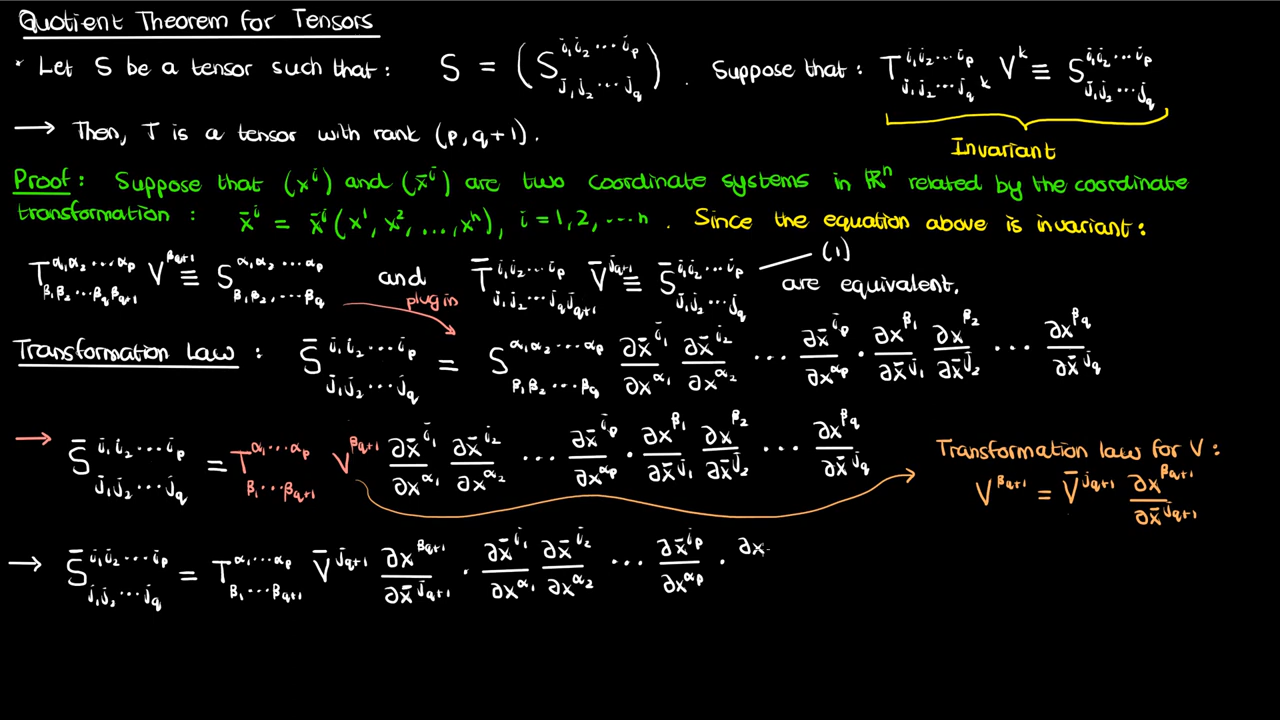 Quotient Theorem for Tensors
* Let S be a tensor such that: S = (S^{i₁i₂⋯i_p}_{j₁j₂⋯j_q}). Suppose that: T^{i₁i₂⋯i_p}_{j₁j₂⋯j_q k} V^k ≡ S^{i₁i₂⋯i_p}_{j₁j₂⋯j_q}
→ Then, T is a tensor with rank (p, q+1).
Invariant
Proof: Suppose that (x^i) and (x̄^i) are two coordinate systems in ℝ^n related by the coordinate
transformation: x̄^i = x̄^i(x^1, x^2, ..., x^n), i = 1, 2, ⋯n. Since the equation above is invariant:
T^{α₁α₂⋯α_p}_{β₁β₂⋯β_qβ_{q+1}} V^{β_{q+1}} ≡ S^{α₁α₂⋯α_p}_{β₁β₂,⋯β_q} and T̄^{i₁i₂⋯i_p}_{j₁j₂⋯j_qj_{q+1}} V̄^{j_{q+1}} ≡ S̄^{i₁i₂⋯i_p}_{j₁j₂⋯j_q} — (1) are equivalent.
plug in
Transformation Law: S̄^{i₁i₂⋯i_p}_{j₁j₂⋯j_q} = S^{α₁α₂⋯α_p}_{β₁β₂⋯β_q} ∂x̄^{i₁}/∂x^{α₁} ∂x̄^{i₂}/∂x^{α₂} ⋯ ∂x̄^{i_p}/∂x^{α_p} · ∂x^{β₁}/∂x̄^{j₁} ∂x^{β₂}/∂x̄^{j₂} ⋯ ∂x^{β_q}/∂x̄^{j_q}
→ S̄^{i₁i₂⋯i_p}_{j₁j₂⋯j_q} = T^{α₁⋯α_p}_{β₁⋯β_{q+1}} V^{β_{q+1}} ∂x̄^{i₁}/∂x^{α₁} ∂x̄^{i₂}/∂x^{α₂} ⋯ ∂x̄^{i_p}/∂x^{α_p} · ∂x^{β₁}/∂x̄^{j₁} ∂x^{β₂}/∂x̄^{j₂} ⋯ ∂x^{β_q}/∂x̄^{j_q}
Transformation law for V:
V^{β_{q+1}} = V̄^{j_{q+1}} ∂x^{β_{q+1}}/∂x̄^{j_{q+1}}
→ S̄^{i₁i₂⋯i_p}_{j₁j₂⋯j_q} = T^{α₁⋯α_p}_{β₁⋯β_{q+1}} V̄^{j_{q+1}} ∂x^{β_{q+1}}/∂x̄^{j_{q+1}} · ∂x̄^{i₁}/∂x^{α₁} ∂x̄^{i₂}/∂x^{α₂} ⋯ ∂x̄^{i_p}/∂x^{α_p} · ∂x